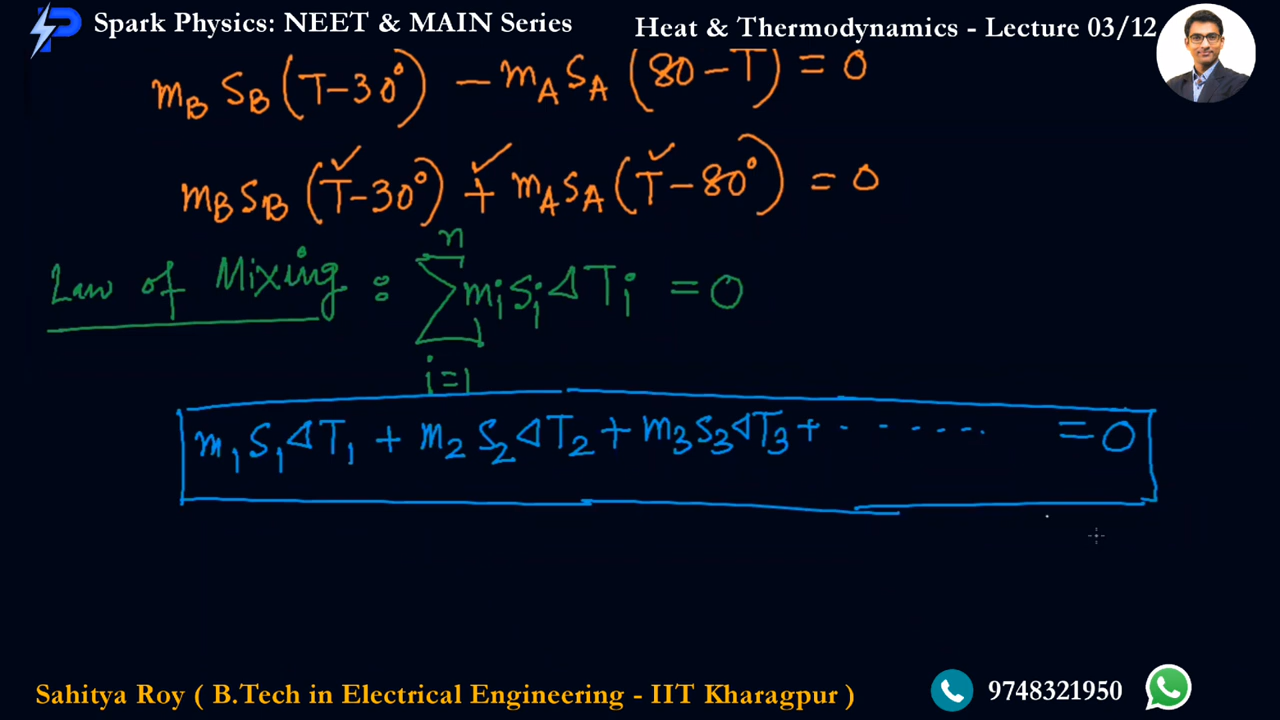 Spark Physics: NEET & MAIN Series
Heat & Thermodynamics - Lecture 03/12
m_B S_B (T-30°) - m_A S_A (80-T) = 0
m_B S_B (T-30°) + m_A S_A (T-80°) = 0
Law of Mixing : \sum_{i=1}^{n} m_i s_i ΔT_i = 0
m_1 S_1 ΔT_1 + m_2 S_2 ΔT_2 + m_3 S_3 ΔT_3 + ....... = 0
Sahitya Roy ( B.Tech in Electrical Engineering - IIT Kharagpur )
9748321950